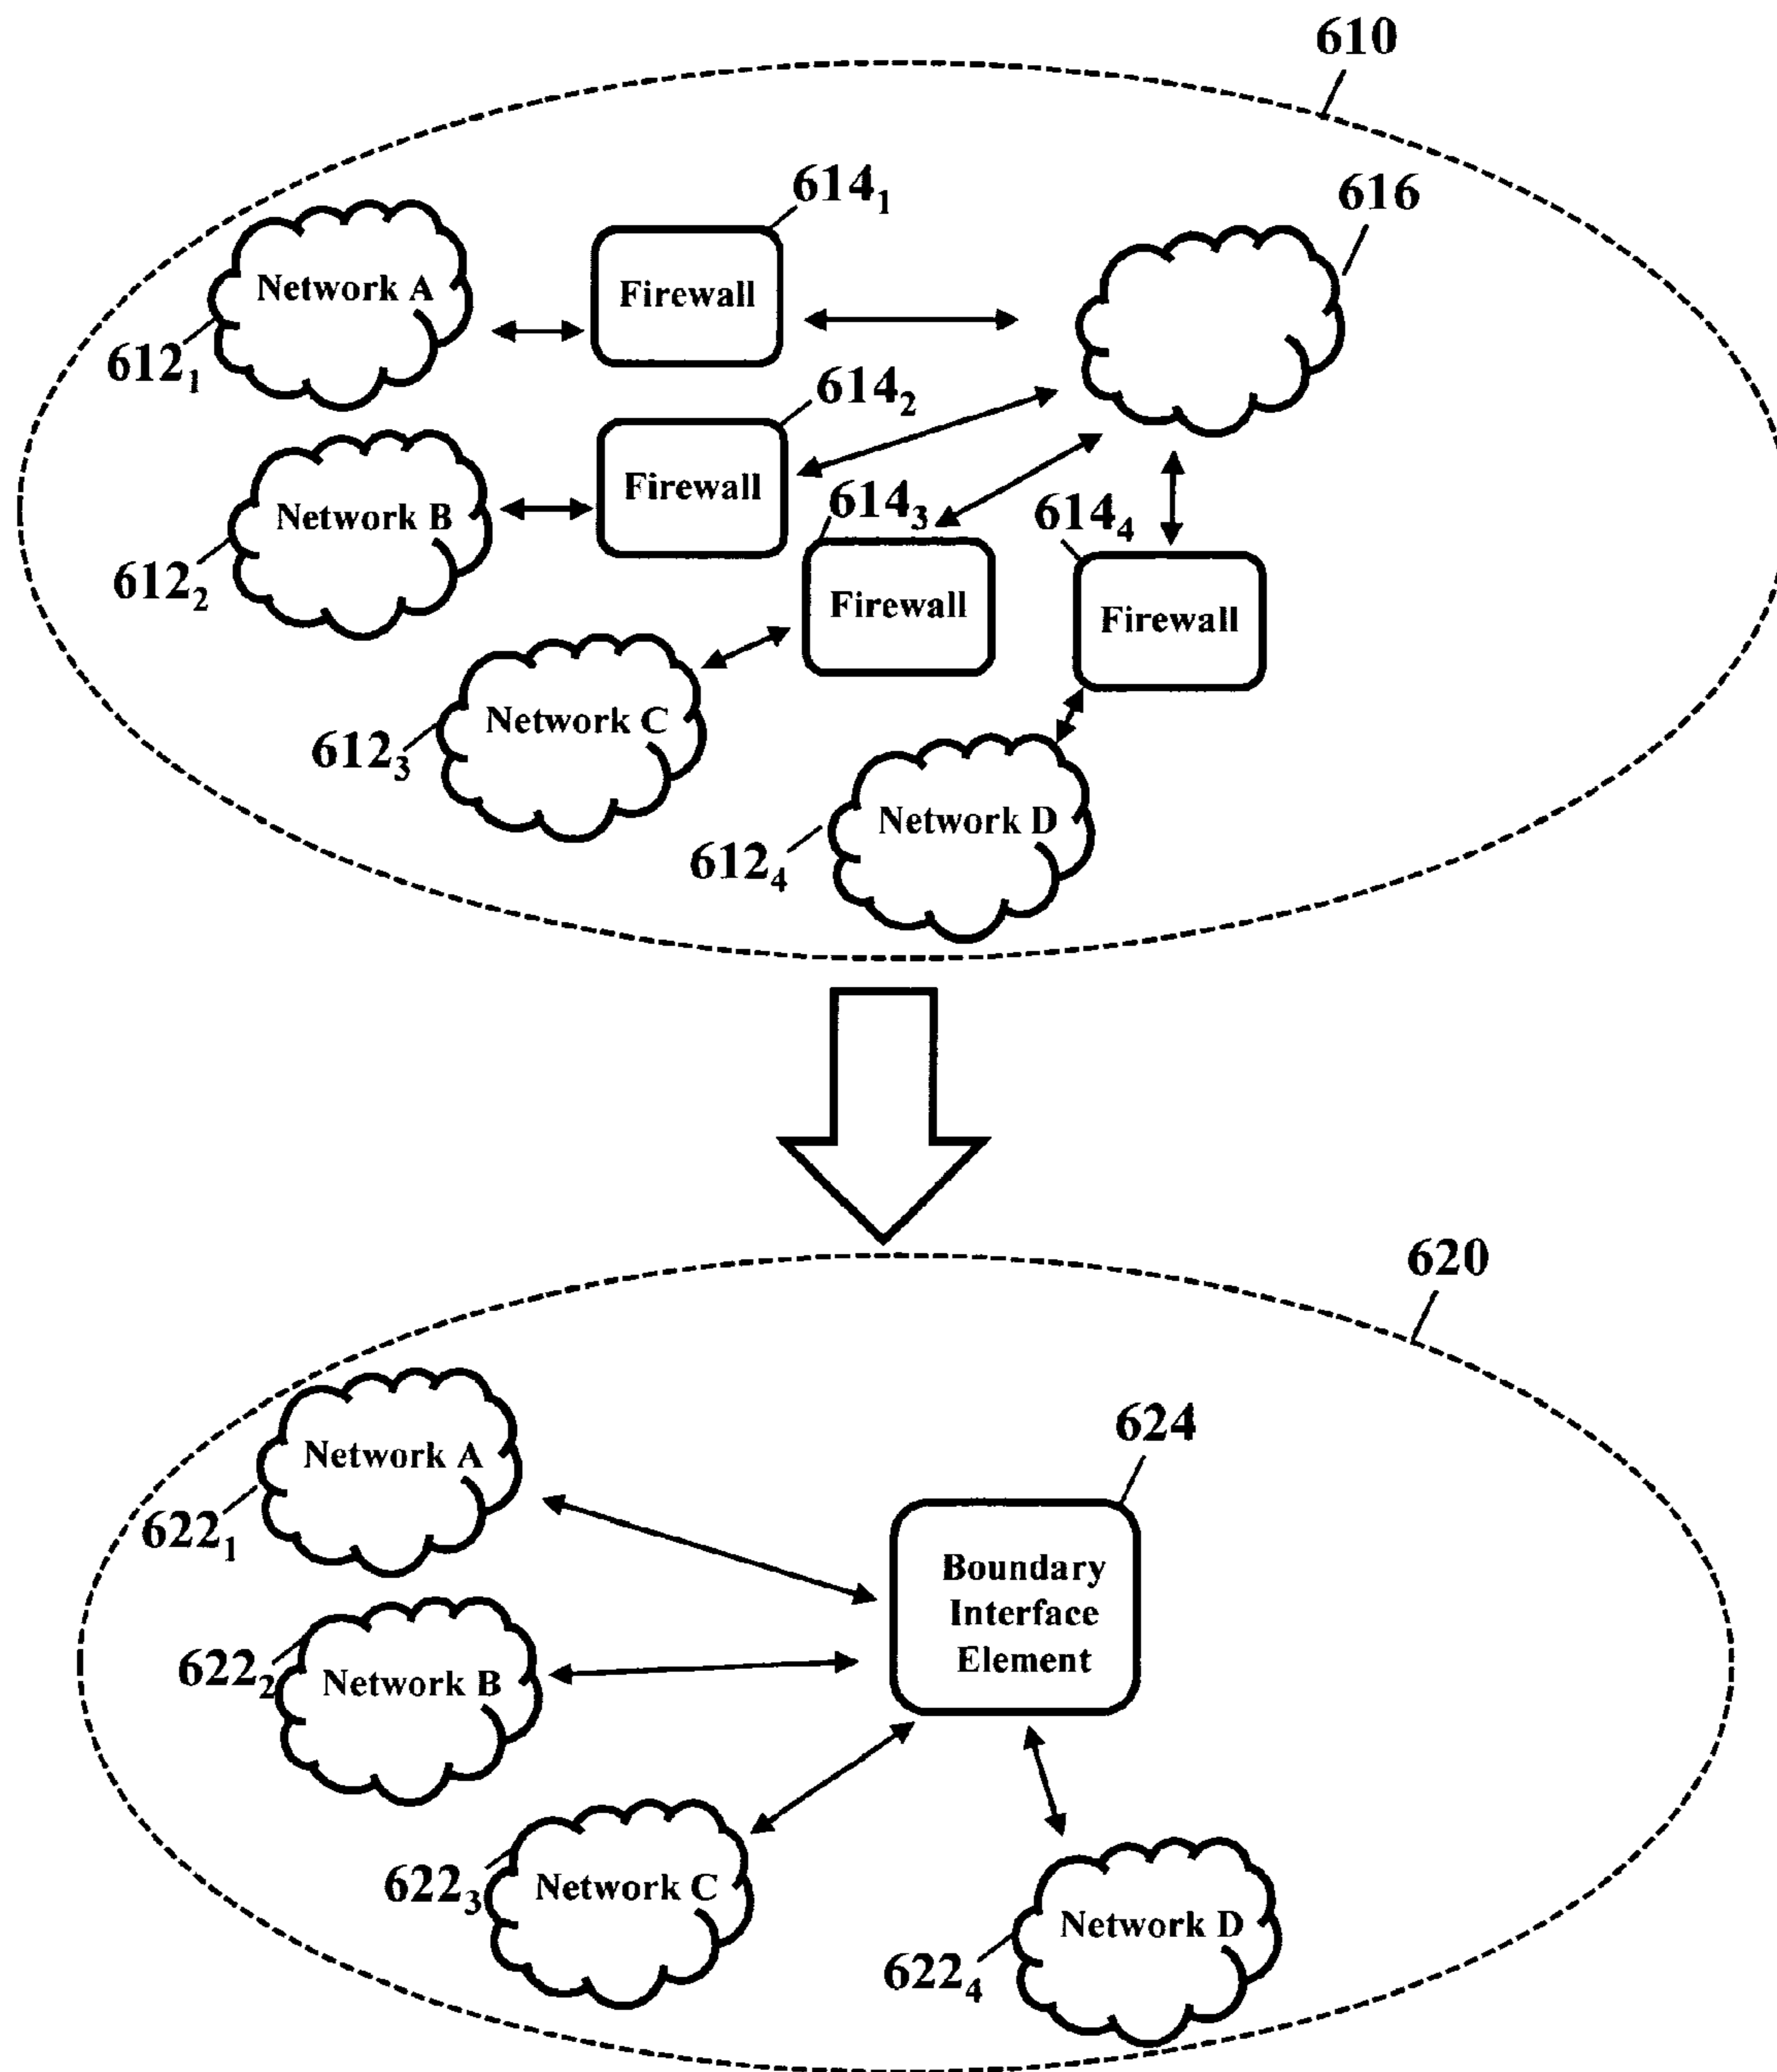 610
614₁
616
Network A
Firewall
612₁
614₂
Firewall
Network B
614₃
614₄
612₂
Firewall
Firewall
Network C
612₃
Network D
612₄
620
Network A
624
622₁
Boundary
Interface
Element
622₂
Network B
622₃
Network C
Network D
622₄